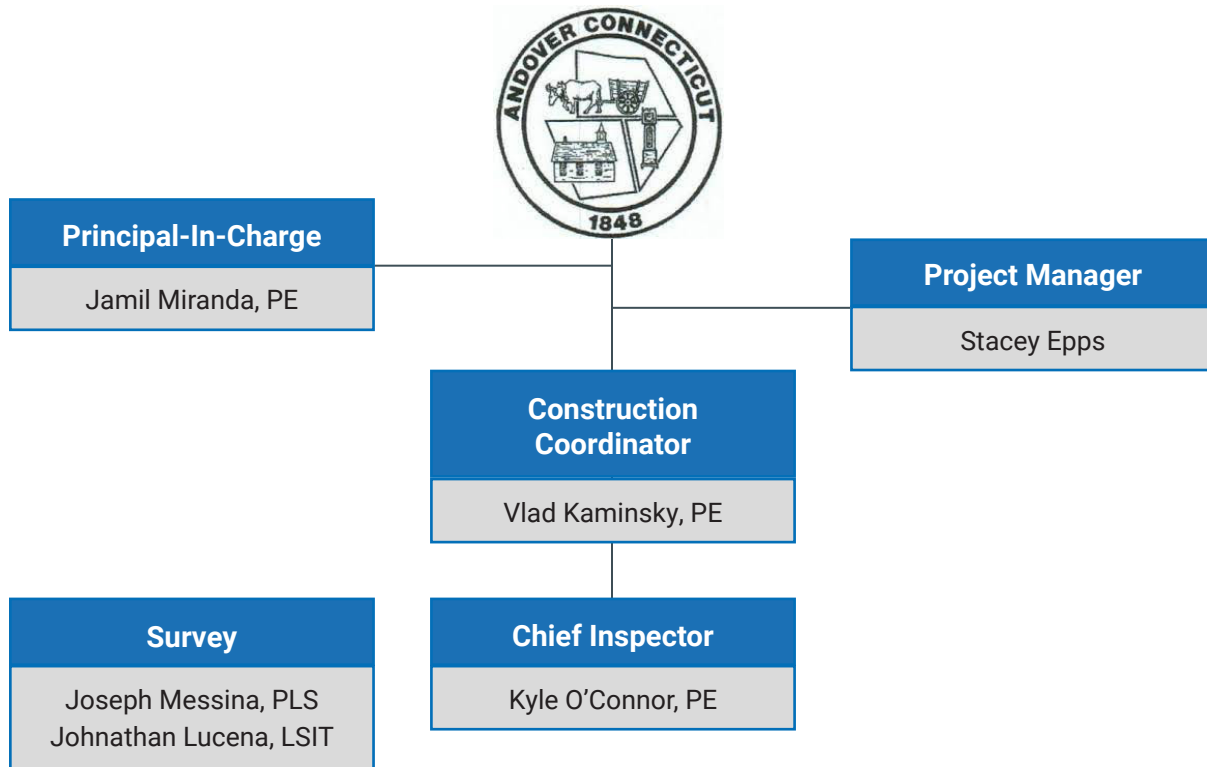 ANDOVER CONNECTICUT
1848
Principal-In-Charge
Jamil Miranda, PE
Project Manager
Stacey Epps
Construction
Coordinator
Vlad Kaminsky, PE
Survey
Joseph Messina, PLS
Johnathan Lucena, LSIT
Chief Inspector
Kyle O’Connor, PE